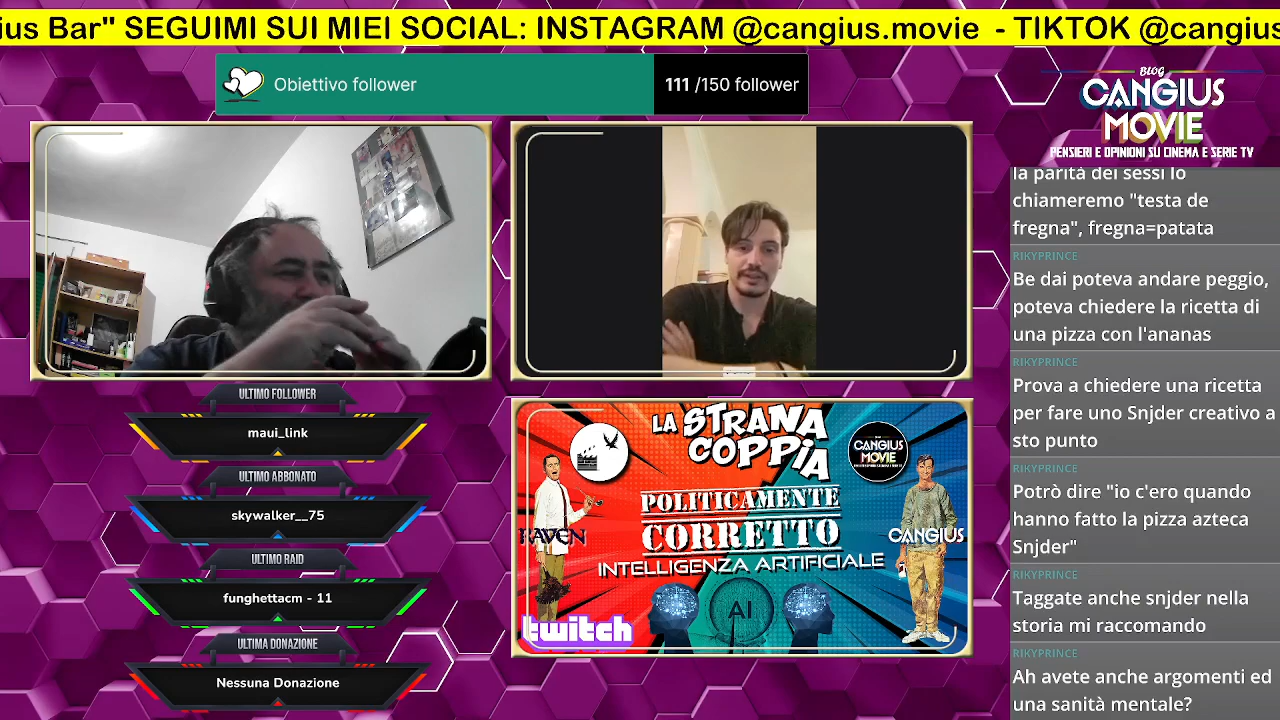 ius Bar" SEGUIMI SUI MIEI SOCIAL: INSTAGRAM @cangius.movie - TIKTOK @cangius
Obiettivo follower
111 /150 follower
BLOG
CANGIUS
MOVIE
PENSIERI E OPINIONI SU CINEMA E SERIE TV
la parità dei sessi lo
chiameremo "testa de
fregna", fregna=patata
RIKYPRINCE
Be dai poteva andare peggio,
poteva chiedere la ricetta di
una pizza con l'ananas
RIKYPRINCE
Prova a chiedere una ricetta
per fare uno Snjder creativo a
sto punto
RIKYPRINCE
Potrò dire "io c'ero quando
hanno fatto la pizza azteca
Snjder"
RIKYPRINCE
Taggate anche snjder nella
storia mi raccomando
RIKYPRINCE
Ah avete anche argomenti ed
una sanità mentale?
ULTIMO FOLLOWER
maui_link
ULTIMO ABBONATO
skywalker__75
ULTIMO RAID
funghettacm - 11
ULTIMA DONAZIONE
Nessuna Donazione
LA STRANA
COPPIA
CANGIUS
MOVIE
POLITICAMENTE
CORRETTO
RAVEN
CANGIUS
INTELLIGENZA ARTIFICIALE
AI
twitch